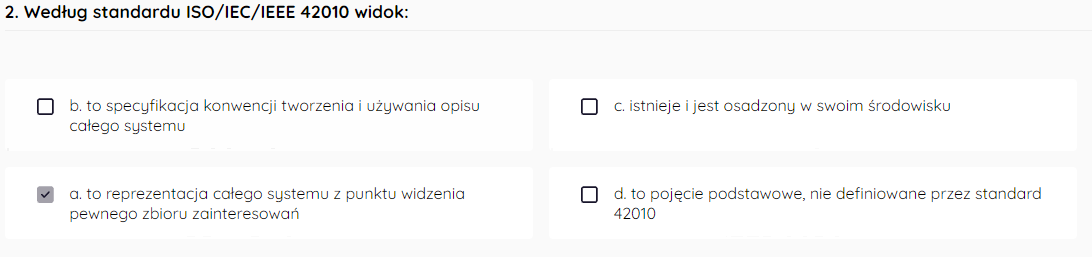 2. Według standardu ISO/IEC/IEEE 42010 widok:
b. to specyfikacja konwencji tworzenia i używania opisu
całego systemu
c. istnieje i jest osadzony w swoim środowisku
a. to reprezentacja całego systemu z punktu widzenia
pewnego zbioru zainteresowań
d. to pojęcie podstawowe, nie definiowane przez standard
42010